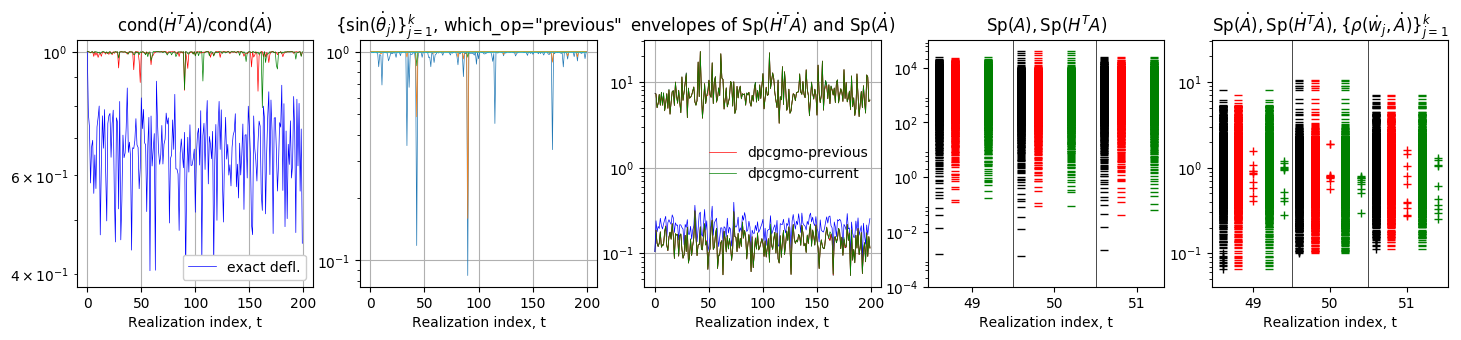 cond(Ḣ^T Ȧ)/cond(Ȧ)
10^0
6 × 10^{-1}
4 × 10^{-1}
exact defl.
0 50 100 150 200
Realization index, t
{sin(θ̇_j)}_{j=1}^k, which_op="previous"
10^0
10^{-1}
0 50 100 150 200
Realization index, t
envelopes of Sp(Ḣ^T Ȧ) and Sp(Ȧ)
10^1
10^0
10^{-1}
dpcgmo-previous
dpcgmo-current
0 50 100 150 200
Realization index, t
Sp(A), Sp(H^T A)
10^4
10^2
10^0
10^{-2}
10^{-4}
49 50 51
Realization index, t
Sp(Ȧ), Sp(Ḣ^T Ȧ), {ρ(ẇ_j, Ȧ)}_{j=1}^k
10^1
10^0
10^{-1}
49 50 51
Realization index, t